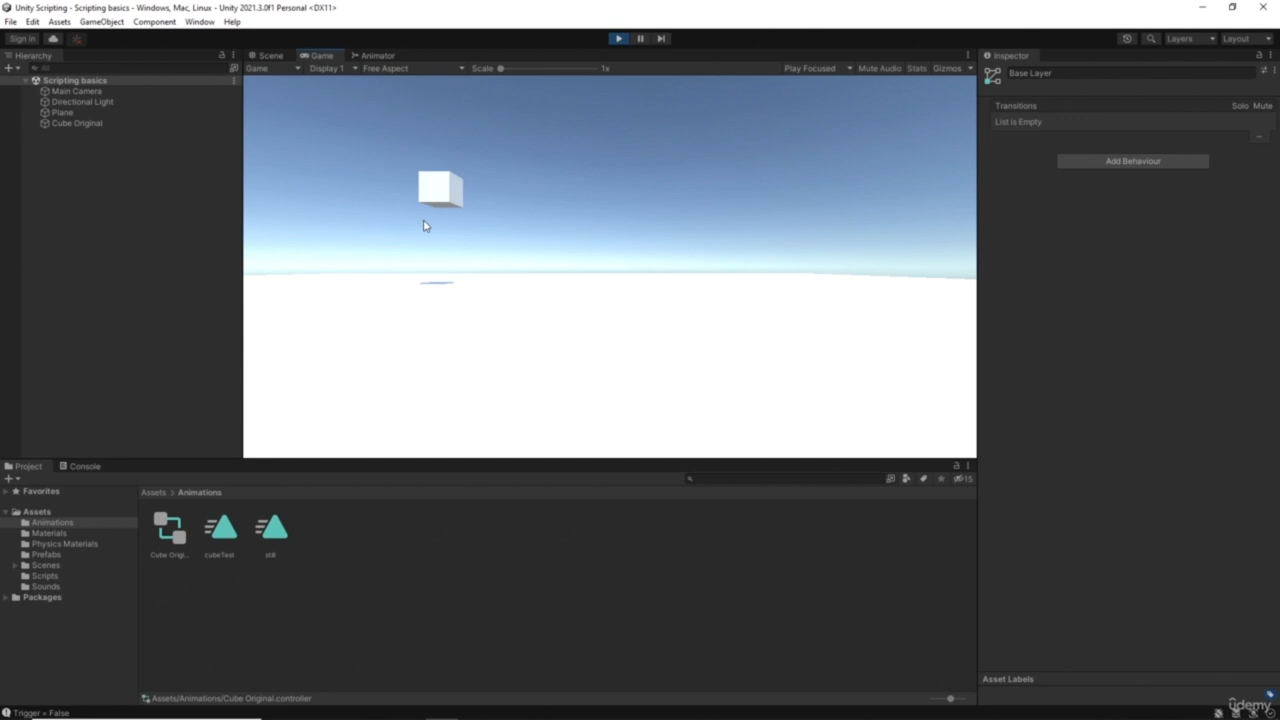 Unity Scripting - Scripting basics - Windows, Mac, Linux - Unity 2021.3.0f1 Personal <DX11>
File Edit Assets GameObject Component Window Help
Sign in Layers Layout
Hierarchy Scene Game Animator Inspector
Game Display 1 Free Aspect Scale 1x Play Focused Mute Audio Stats Gizmos
All
Base Layer
Scripting basics
Main Camera
Directional Light
Plane
Cube Original
Transitions Solo Mute
List is Empty
Add Behaviour
Project Console
15
Favorites
Assets
Animations
Materials
Physics Materials
Prefabs
Scenes
Scripts
Sounds
Packages
Assets > Animations
Cube Origi... cubeTest still
Assets/Animations/Cube Original.controller
Asset Labels
Trigger = False
ûdemy